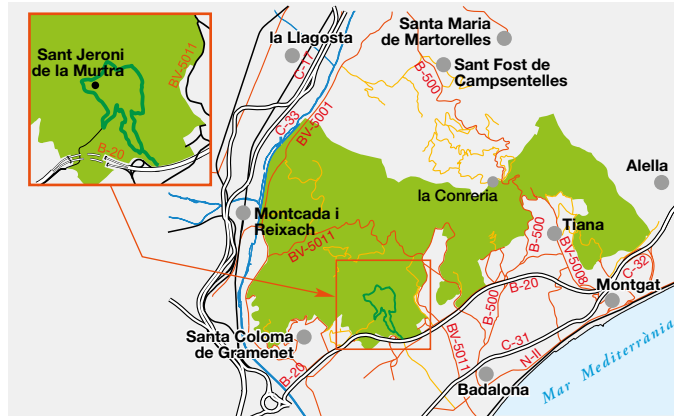 Sant Jeroni
de la Murtra
BV-5011
B-20
la Llagosta
C-17
C-33
BV-5001
Santa Maria
de Martorelles
B-500
Sant Fost de
Campsentelles
la Conreria
Alella
Montcada i
Reixach
BV-5011
B-500
Tiana
BV-5008
C-32
Montgat
B-20
B-500
Santa Coloma
de Gramenet
B-20
BV-5011
C-31
N-II
Badalona
Mar Mediterrània